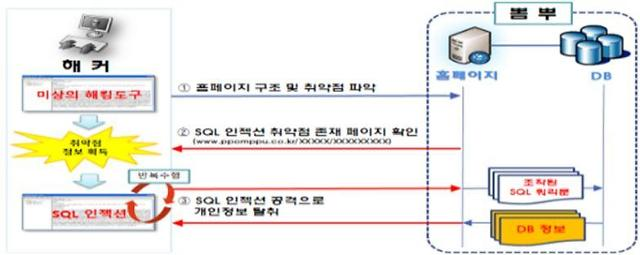 뽐뿌
해커
홈페이지
DB
미상의 해킹도구
① 홈페이지 구조 및 취약점 파악
② SQL 인젝션 취약점 존재 페이지 확인
(www.ppomppu.co.kr/XXXXX/XXXXXXXXX)
취약점
정보 획득
반복수행
SQL 인젝션
③ SQL 인젝션 공격으로
개인정보 탈취
조작된
SQL 쿼리문
DB 정보